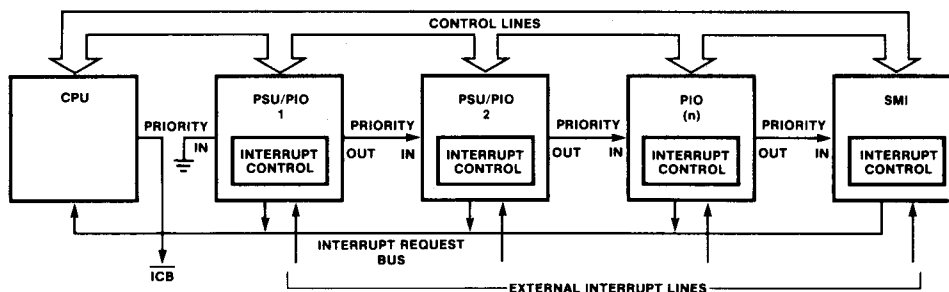 CONTROL LINES
CPU
PSU/PIO
1
PSU/PIO
2
PIO
(n)
SMI
PRIORITY
IN
PRIORITY
OUT IN
PRIORITY
OUT IN
PRIORITY
OUT IN
INTERRUPT
CONTROL
INTERRUPT
CONTROL
INTERRUPT
CONTROL
INTERRUPT
CONTROL
INTERRUPT REQUEST
BUS
ICB
EXTERNAL INTERRUPT LINES